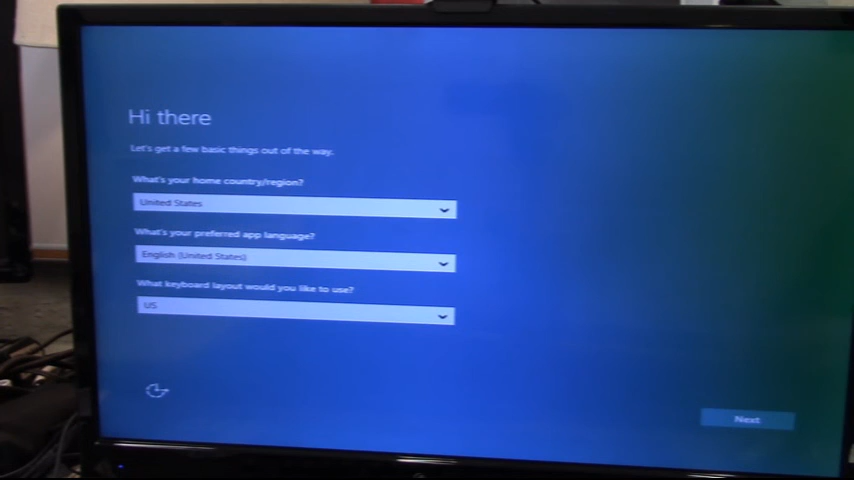 Hi there
Let's get a few basic things out of the way.
What's your home country/region?
United States
What's your preferred app language?
English (United States)
What keyboard layout would you like to use?
US
Next